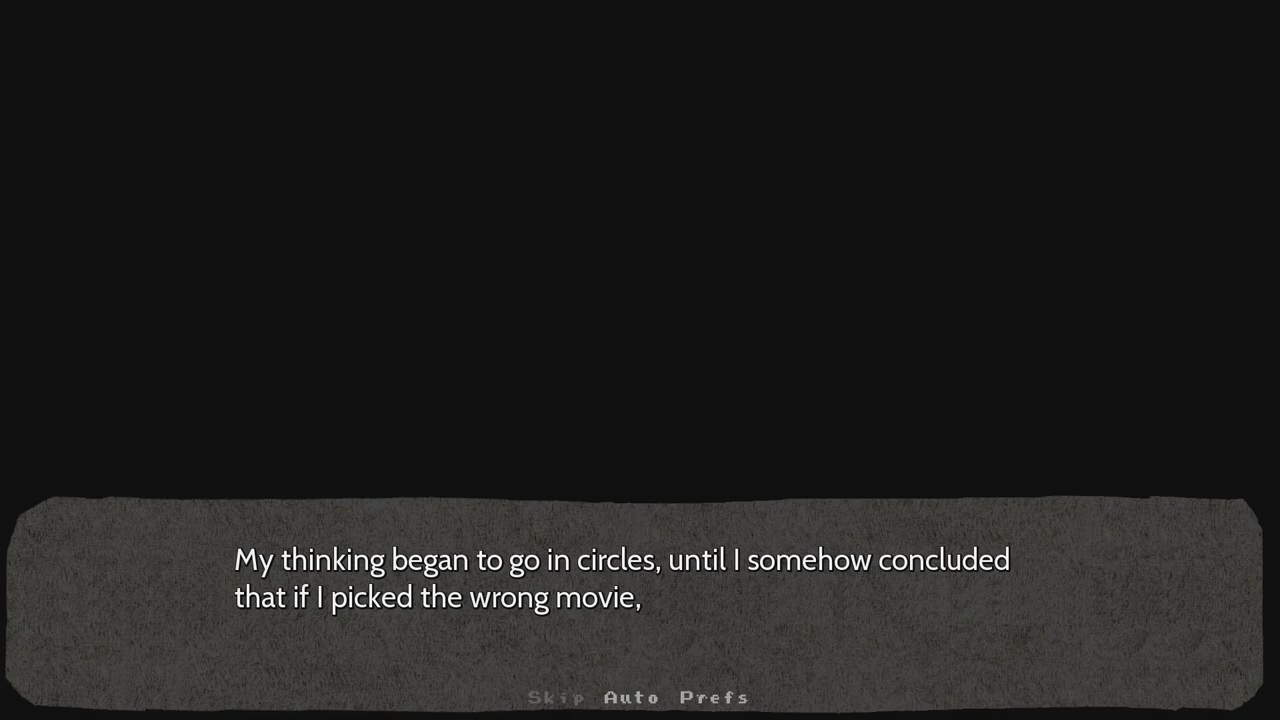 My thinking began to go in circles, until I somehow concluded
that if I picked the wrong movie,
Skip Auto Prefs